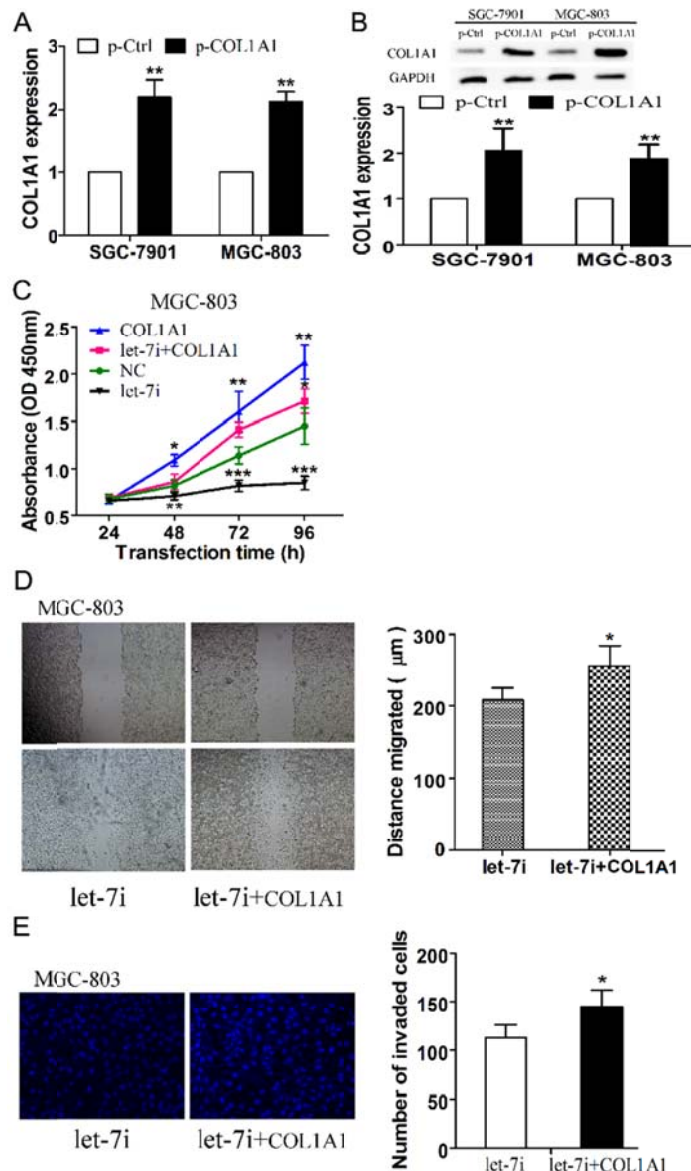 A
p-Ctrl p-COL1A1
COL1A1 expression
3
2
1
0
**
**
SGC-7901 MGC-803
B
SGC-7901 MGC-803
p-Ctrl p-COL1A1 p-Ctrl p-COL1A1
COL1A1
GAPDH
p-Ctrl p-COL1A1
COL1A1 expression
3
2
1
0
**
**
SGC-7901 MGC-803
C
MGC-803
COL1A1
let-7i+COL1A1
NC
let-7i
Absorbance (OD 450nm)
2.5
2.0
1.5
1.0
0.5
*
**
**
**
*
***
***
24 48 72 96
Transfection time (h)
D
MGC-803
let-7i let-7i+COL1A1
Distance migrated ( μm)
300
200
100
0
*
let-7i let-7i+COL1A1
E
MGC-803
let-7i let-7i+COL1A1
Number of invaded cells
200
150
100
50
0
*
let-7i let-7i+COL1A1